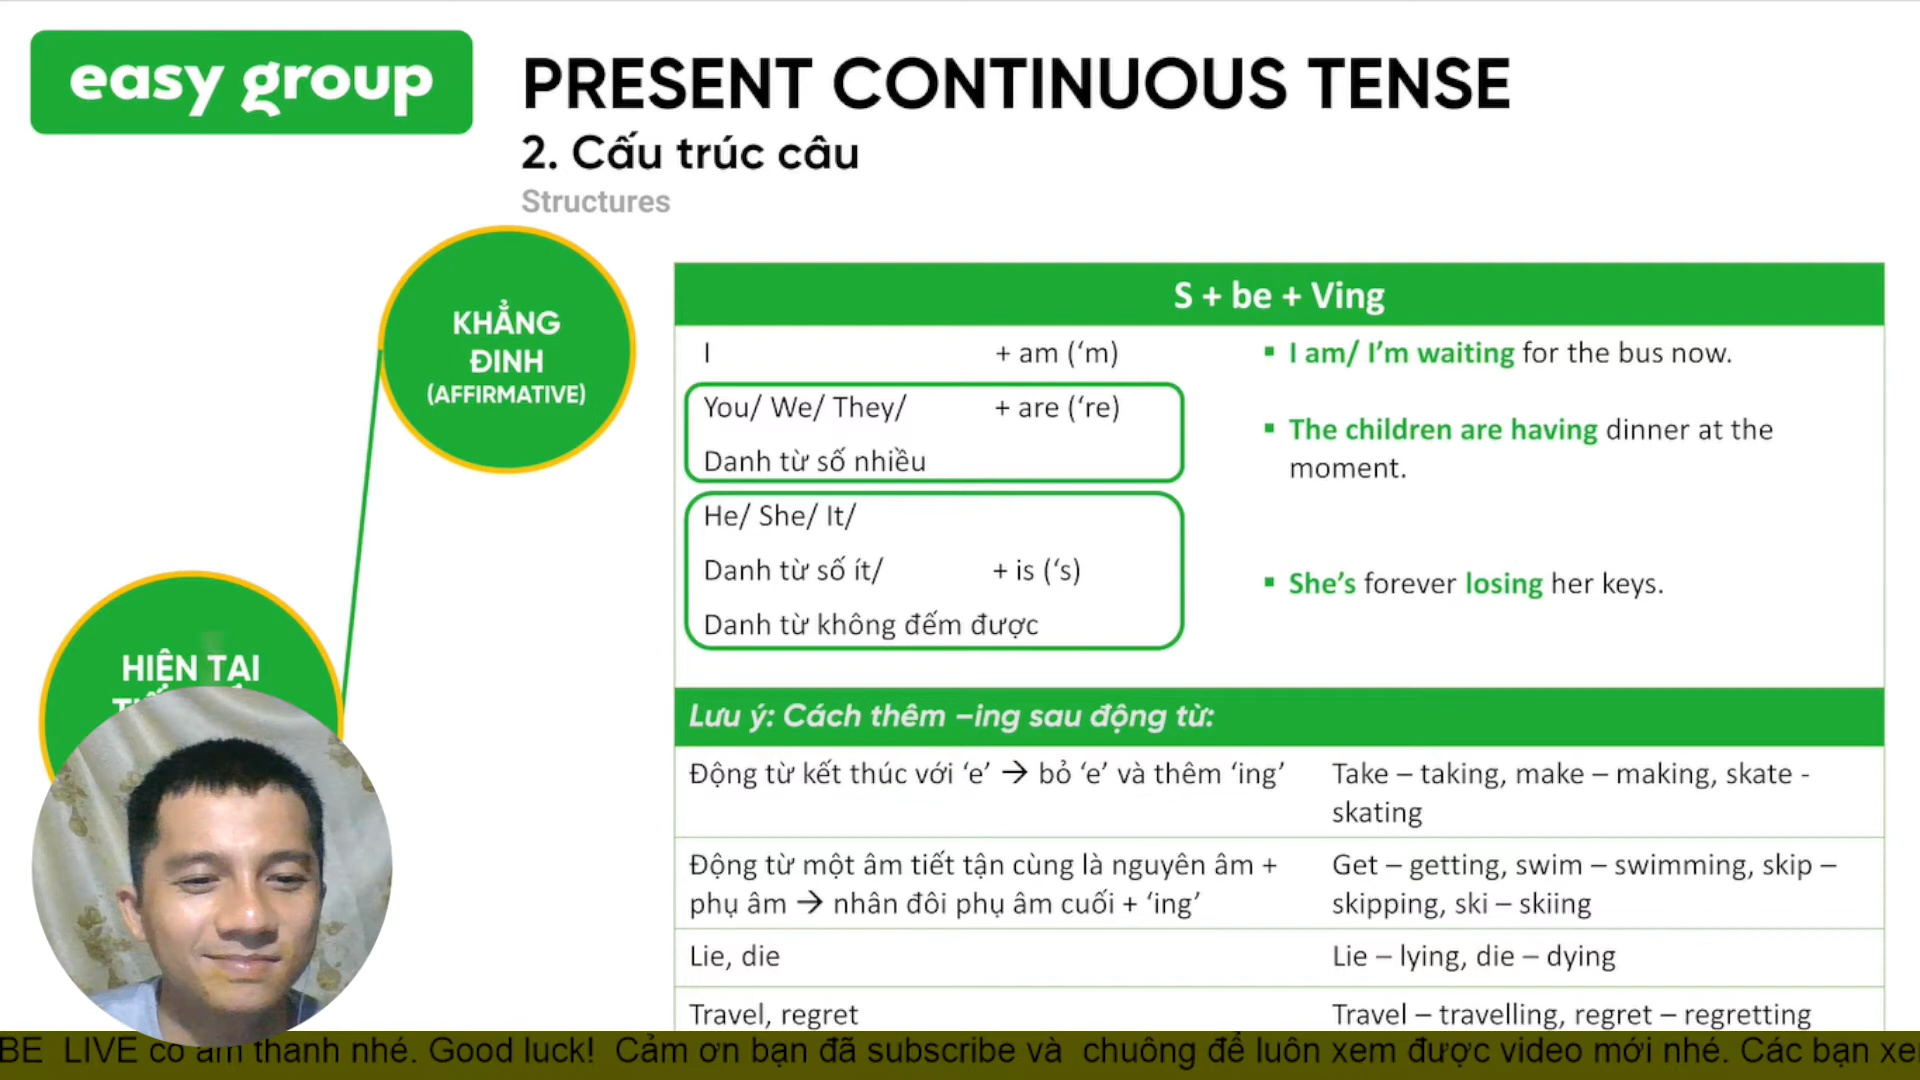 easy group
PRESENT CONTINUOUS TENSE
2. Cấu trúc câu
Structures
KHẲNG
ĐINH
(AFFIRMATIVE)
HIỆN TẠI
S + be + Ving
I + am (‘m)
You/ We/ They/ + are (‘re)
Danh từ số nhiều
He/ She/ It/
Danh từ số ít/ + is (‘s)
Danh từ không đếm được
▪ I am/ I’m waiting for the bus now.
▪ The children are having dinner at the
moment.
▪ She’s forever losing her keys.
Lưu ý: Cách thêm –ing sau động từ:
Động từ kết thúc với ‘e’ → bỏ ‘e’ và thêm ‘ing’
Take – taking, make – making, skate -
skating
Động từ một âm tiết tận cùng là nguyên âm +
phụ âm → nhân đôi phụ âm cuối + ‘ing’
Get – getting, swim – swimming, skip –
skipping, ski – skiing
Lie, die
Lie – lying, die – dying
Travel, regret
Travel – travelling, regret – regretting
BE LIVE có âm thanh nhé. Good luck! Cảm ơn bạn đã subscribe và chuông để luôn xem được video mới nhé. Các bạn xe